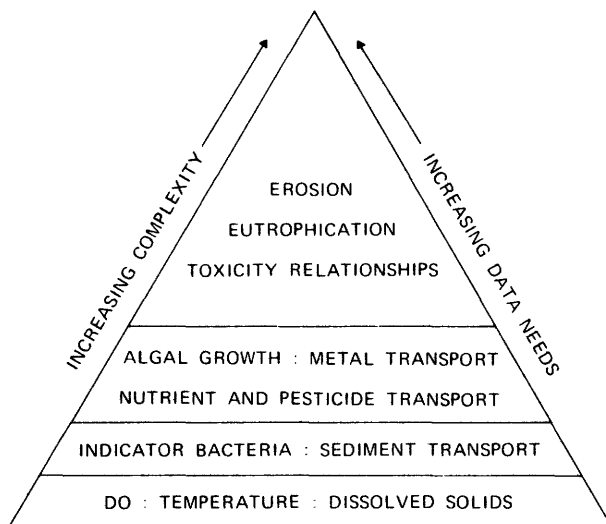 INCREASING COMPLEXITY
INCREASING DATA NEEDS
EROSION
EUTROPHICATION
TOXICITY RELATIONSHIPS
ALGAL GROWTH : METAL TRANSPORT
NUTRIENT AND PESTICIDE TRANSPORT
INDICATOR BACTERIA : SEDIMENT TRANSPORT
DO : TEMPERATURE : DISSOLVED SOLIDS